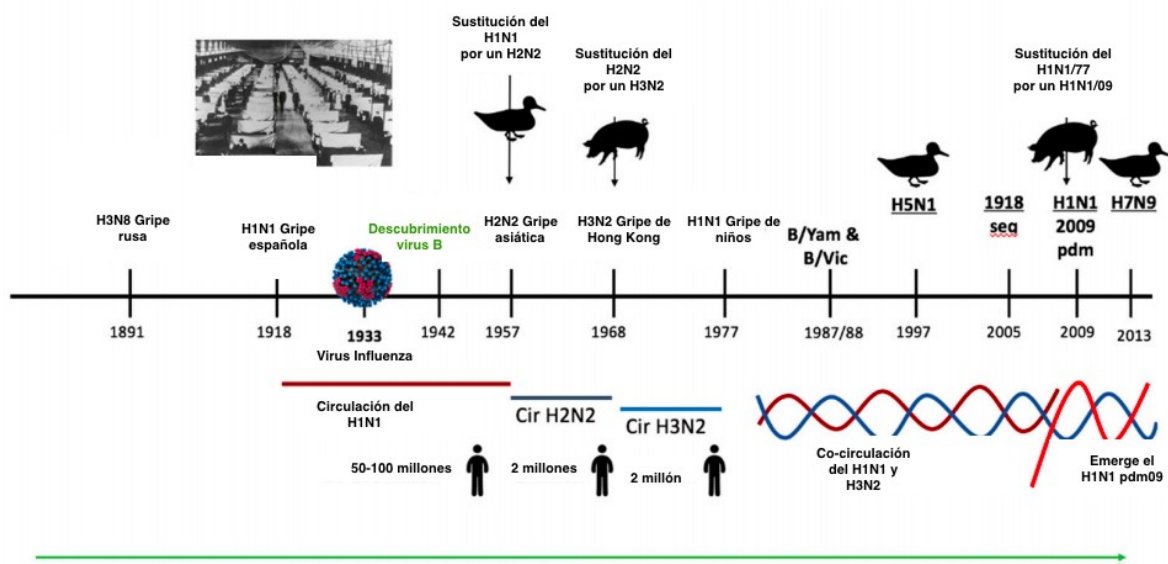 Sustitución del
H1N1
por un H2N2
Sustitución del
H2N2
por un H3N2
Sustitución del
H1N1/77
por un H1N1/09
H3N8 Gripe
rusa
H1N1 Gripe
española
Descubrimiento
virus B
H2N2 Gripe
asiática
H3N2 Gripe de
Hong Kong
H1N1 Gripe de
niños
B/Yam &
B/Vic
H5N1
1918
seq
H1N1
2009
pdm
H7N9
1891
1918
1933
1942
1957
1968
1977
1987/88
1997
2005
2009
2013
Virus Influenza
Circulación del
H1N1
Cir H2N2
Cir H3N2
50-100 millones
2 millones
2 millón
Co-circulación
del H1N1 y
H3N2
Emerge el
H1N1 pdm09